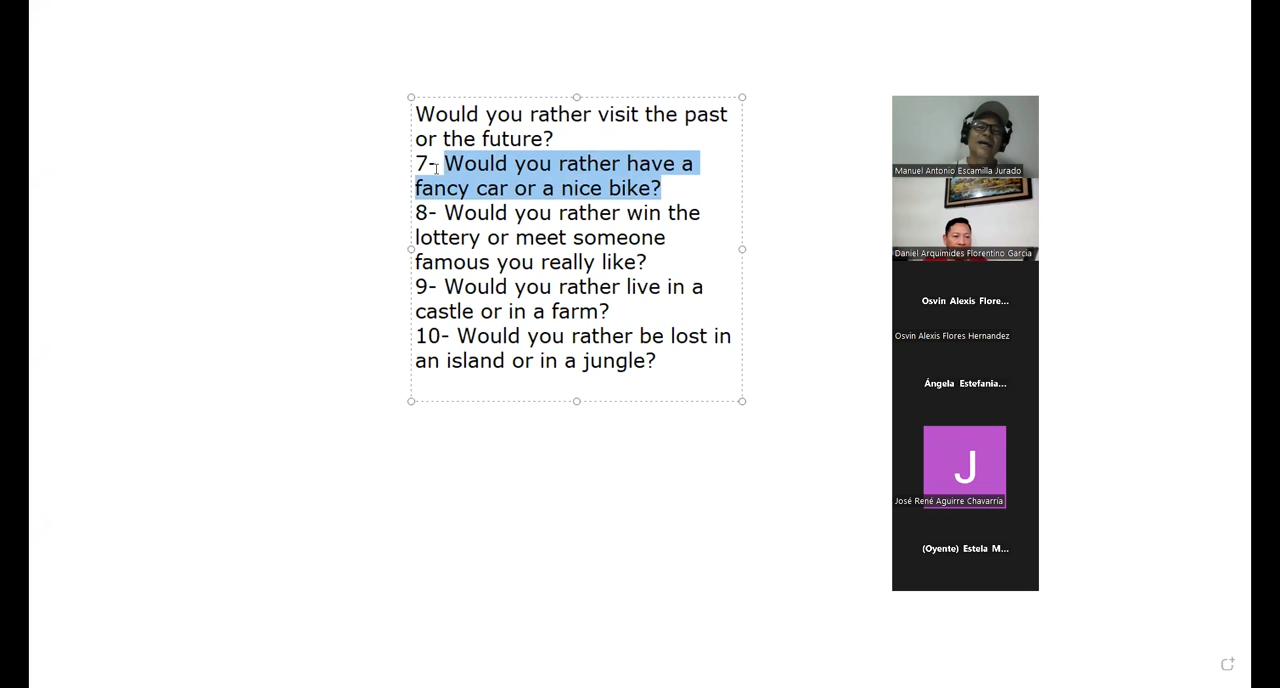 Would you rather visit the past
or the future?
7- Would you rather have a
fancy car or a nice bike?
8- Would you rather win the
lottery or meet someone
famous you really like?
9- Would you rather live in a
castle or in a farm?
10- Would you rather be lost in
an island or in a jungle?
Manuel Antonio Escamilla Jurado
Daniel Arquimides Florentino Garcia
Osvin Alexis Flore...
Osvin Alexis Flores Hernandez
Ángela Estefania...
J
José René Aguirre Chavarría
(Oyente) Estela M...